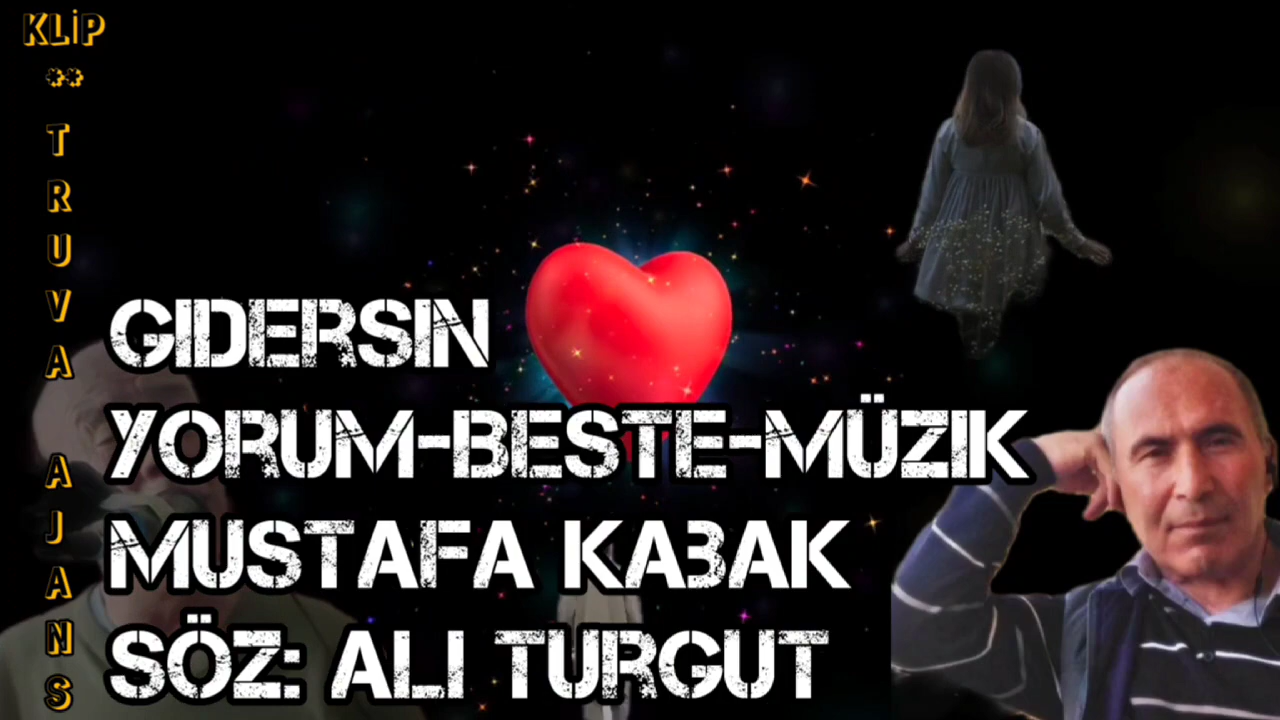 KLİP
**
TRUVA
AJANS
GIDERSIN
YORUM-BESTE-MÜZIK
MUSTAFA KABAK
SÖZ: ALI TURGUT